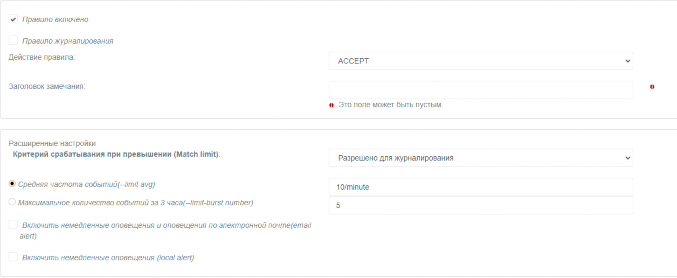 Правило включено
Правило журналирования
Действие правила:
ACCEPT
Заголовок замечания:
Это поле может быть пустым
Расширенные настройки
Критерий срабатывания при превышении (Match limit):
Разрешено для журналирования
Средняя частота событий(--limit avg)
10/minute
Максимальное количество событий за 3 часа(--limit-burst number)
5
Включить немедленные оповещения и оповещения по электронной почте(email
alert)
Включить немедленные оповещения (local alert)